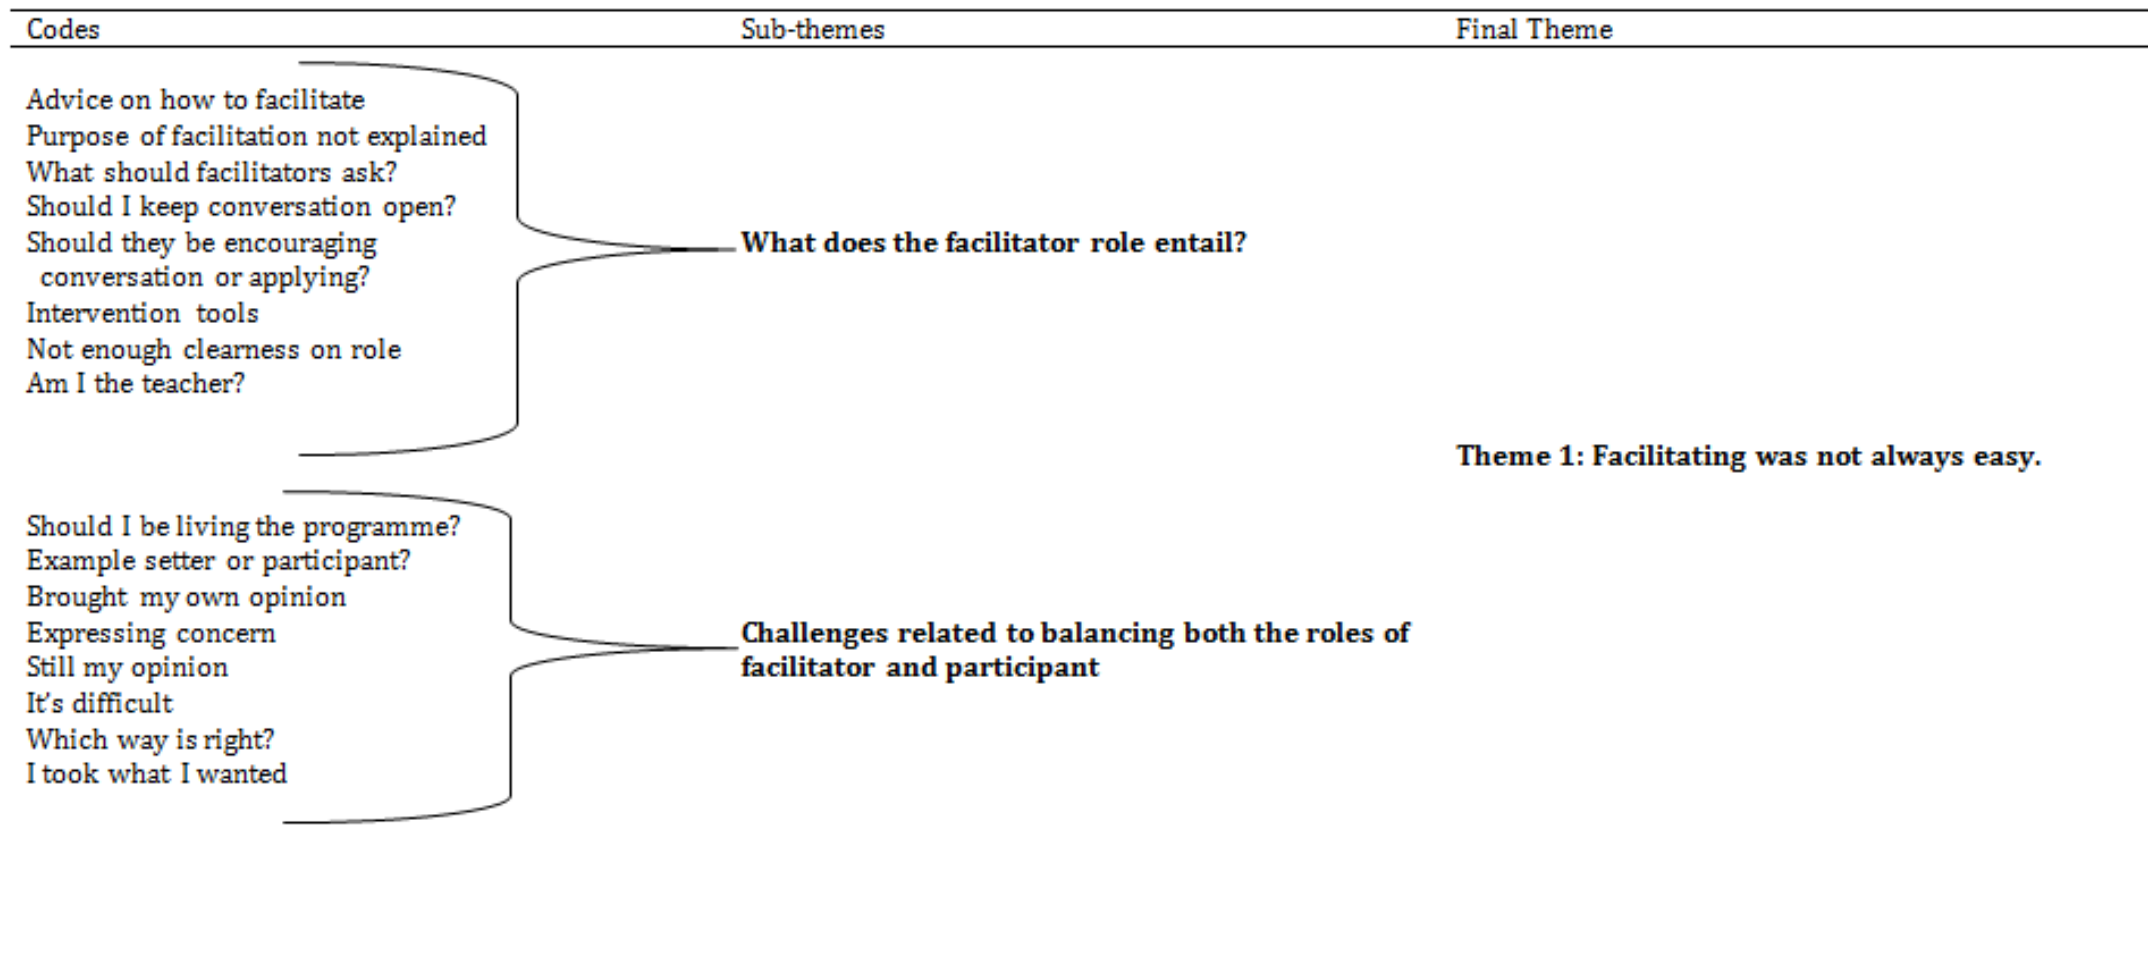 Codes Sub-themes Final Theme
Advice on how to facilitate
Purpose of facilitation not explained
What should facilitators ask?
Should I keep conversation open?
Should they be encouraging
conversation or applying?
Intervention tools
Not enough clearness on role
Am I the teacher?
What does the facilitator role entail?
Should I be living the programme?
Example setter or participant?
Brought my own opinion
Expressing concern
Still my opinion
It's difficult
Which way is right?
I took what I wanted
Challenges related to balancing both the roles of
facilitator and participant
Theme 1: Facilitating was not always easy.